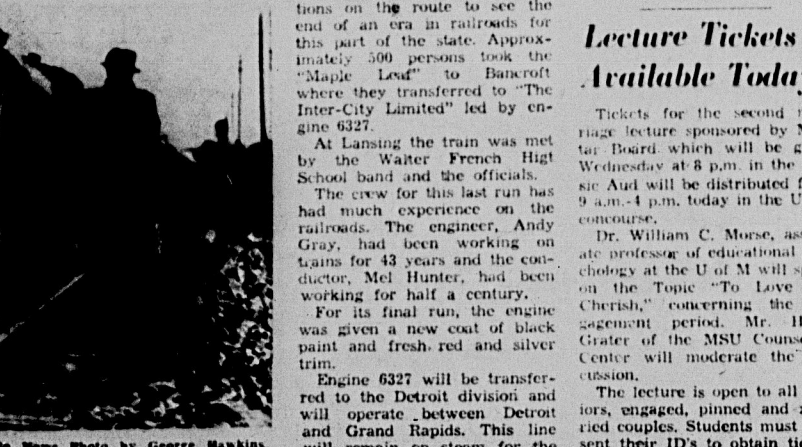 tions on the route to see the
end of an era in railroads for
this part of the state. Approx-
imately 500 persons took the
"Maple Leaf" to Bancroft
where they transferred to "The
Inter-City Limited" led by en-
gine 6327.
At Lansing the train was met
by the Walter French Higt
School band and the officials.
The crew for this last run has
had much experience on the
railroads. The engineer, Andy
Gray, had been working on
trains for 43 years and the con-
ductor, Mel Hunter, had been
working for half a century.
For its final run, the engine
was given a new coat of black
paint and fresh. red and silver
trim.
Engine 6327 will be transfer-
red to the Detroit division and
will operate between Detroit
and Grand Rapids. This line
will remain on steam for the
Lecture Tickets
Available Toda
Tickets for the second
riage lecture sponsored by M
tar Board. which will be g
Wednesday at 8 p.m. in the
sic Aud will be distributed f
9 a.m.-4 p.m. today in the U
concourse.
Dr. William C. Morse, ass
ate professor of educational
chology at the U of M will s
on the Topic "To Love
Cherish," concerning the
gagement period. Mr. H
Grater of the MSU Couns
Center will moderate the
cussion.
The lecture is open to all
iors, engaged, pinned and
ried couples. Students must
sent their ID's to obtain ti
News Photo by George Hawkins